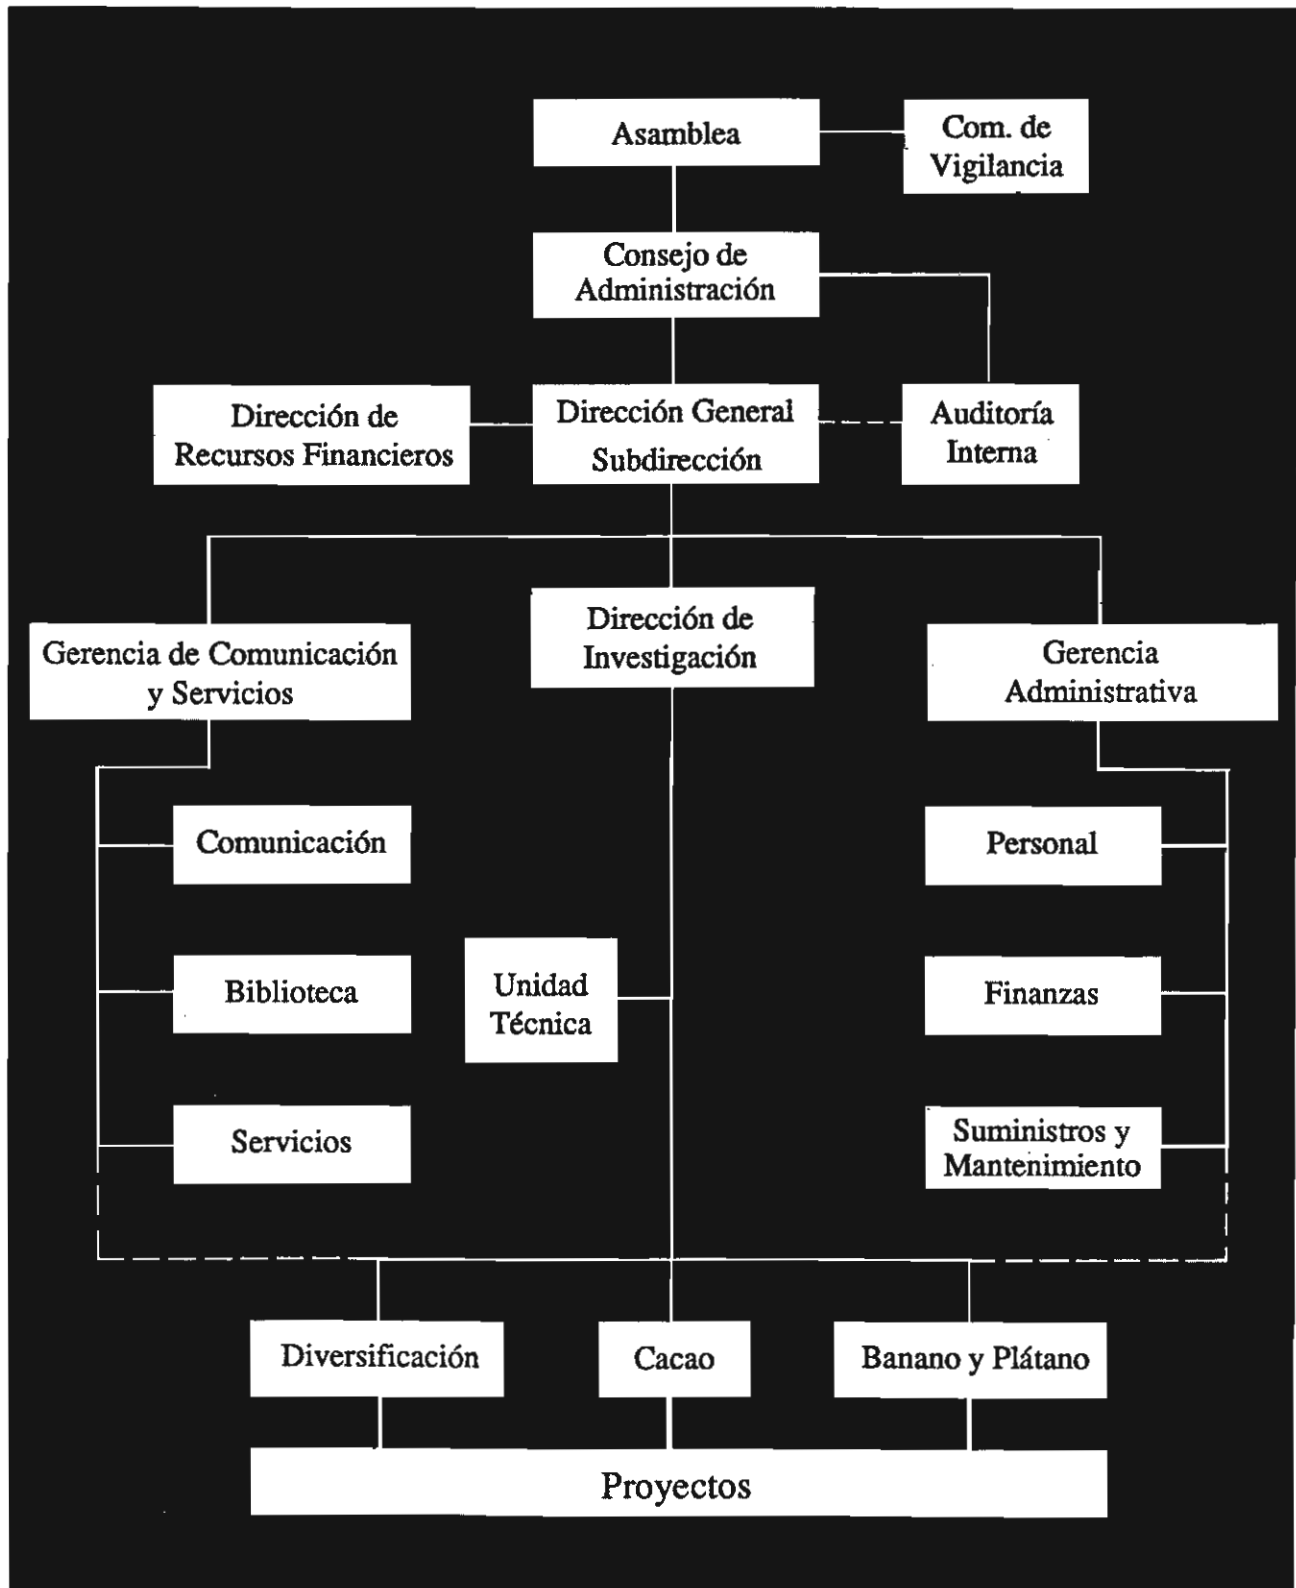 Asamblea
Com. de
Vigilancia
Consejo de
Administración
Dirección de
Recursos Financieros
Dirección General
Subdirección
Auditoría
Interna
Gerencia de Comunicación
y Servicios
Dirección de
Investigación
Gerencia
Administrativa
Comunicación
Personal
Biblioteca
Unidad
Técnica
Finanzas
Servicios
Suministros y
Mantenimiento
Diversificación
Cacao
Banano y Plátano
Proyectos